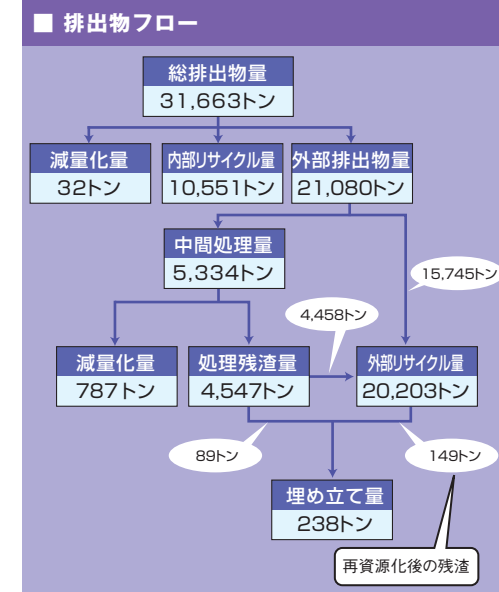 ■ 排出物フロー
総排出物量
31,663トン
減量化量
32トン
内部リサイクル量
10,551トン
外部排出物量
21,080トン
中間処理量
5,334トン
15,745トン
4,458トン
減量化量
787トン
処理残渣量
4,547トン
外部リサイクル量
20,203トン
89トン
149トン
埋め立て量
238トン
再資源化後の残渣